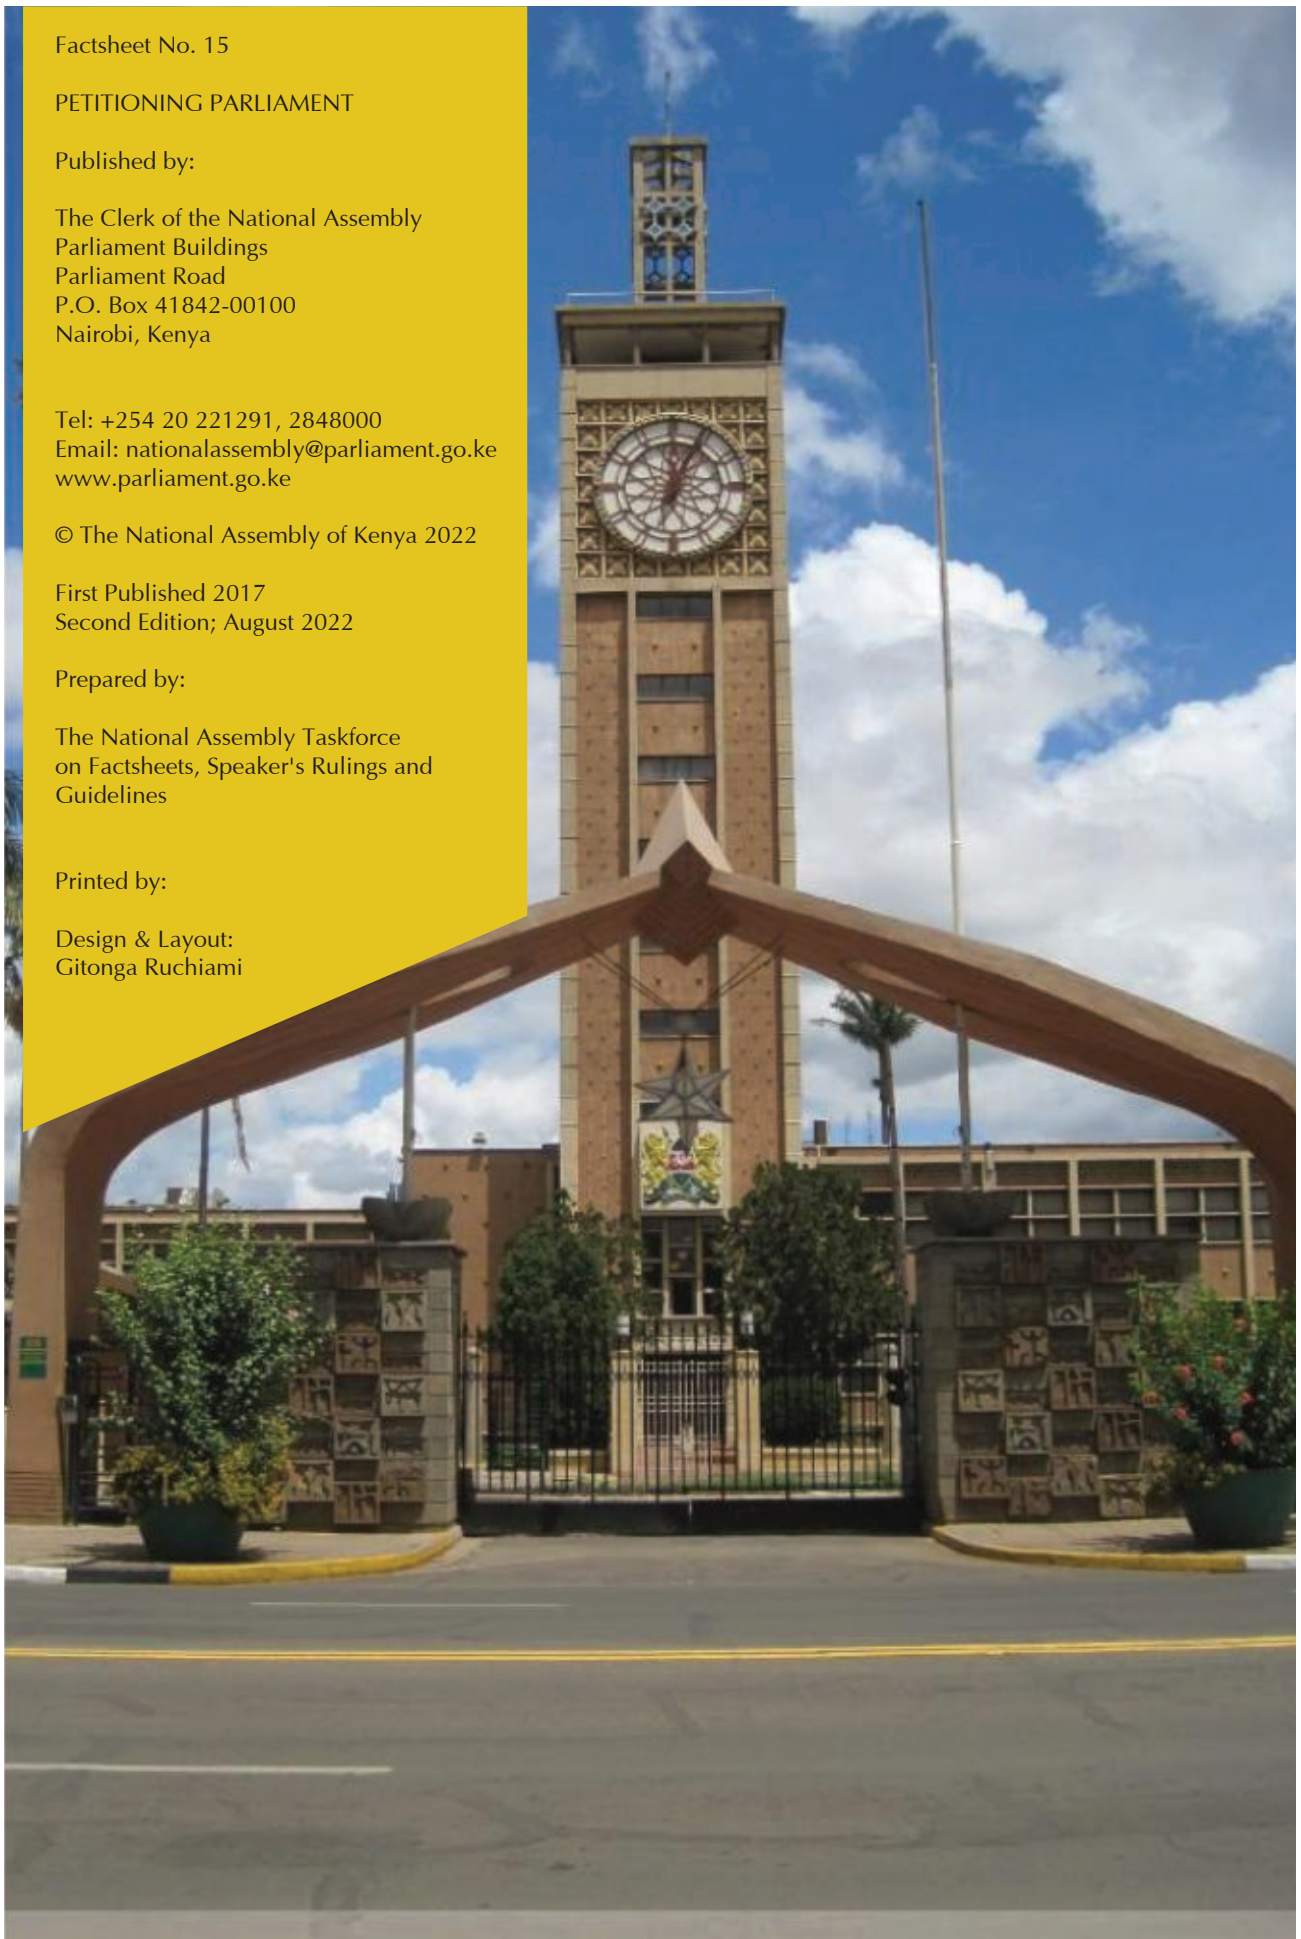 Factsheet No. 15
PETITIONING PARLIAMENT
Published by:
The Clerk of the National Assembly
Parliament Buildings
Parliament Road
P.O. Box 41842-00100
Nairobi, Kenya
Tel: +254 20 221291, 2848000
Email: nationalassembly@parliament.go.ke
www.parliament.go.ke
© The National Assembly of Kenya 2022
First Published 2017
Second Edition; August 2022
Prepared by:
The National Assembly Taskforce
on Factsheets, Speaker's Rulings and
Guidelines
Printed by:
Design & Layout:
Gitonga Ruchiami